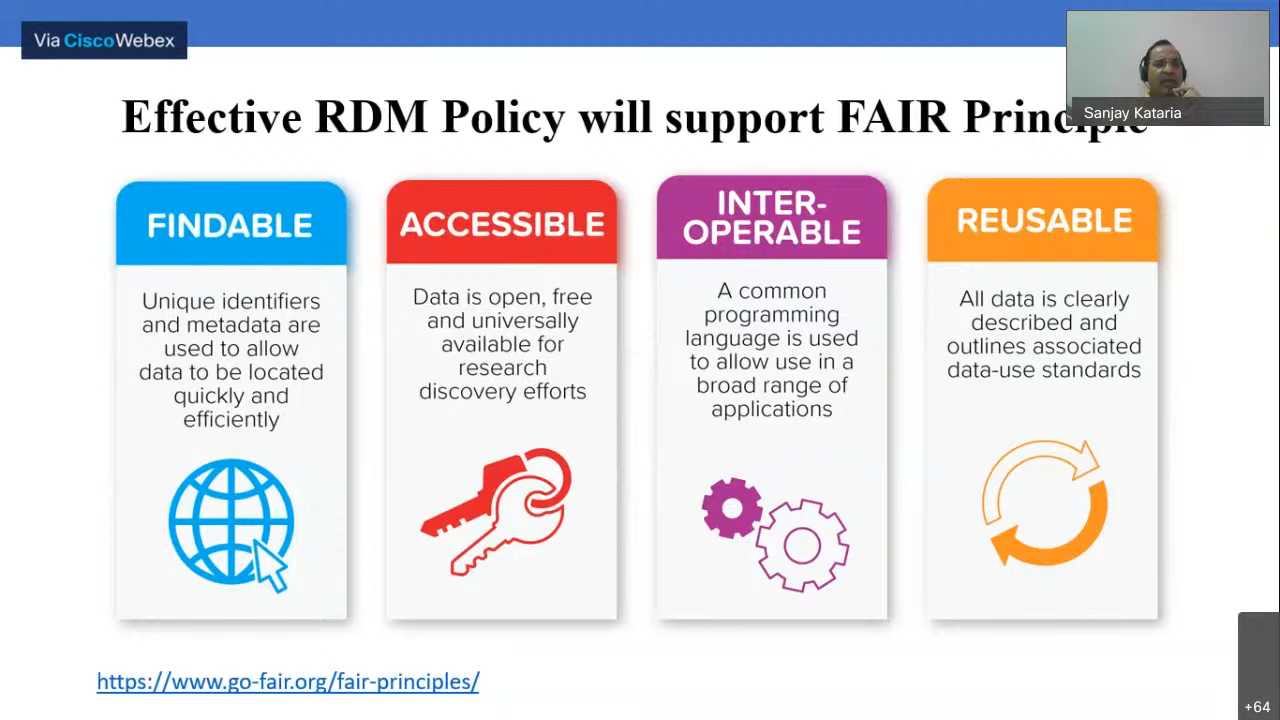 Via CiscoWebex
Sanjay Kataria
Effective RDM Policy will support FAIR Principle
FINDABLE
Unique identifiers
and metadata are
used to allow
data to be located
quickly and
efficiently
ACCESSIBLE
Data is open, free
and universally
available for
research
discovery efforts
INTER-
OPERABLE
A common
programming
language is used
to allow use in a
broad range of
applications
REUSABLE
All data is clearly
described and
outlines associated
data-use standards
https://www.go-fair.org/fair-principles/
+64